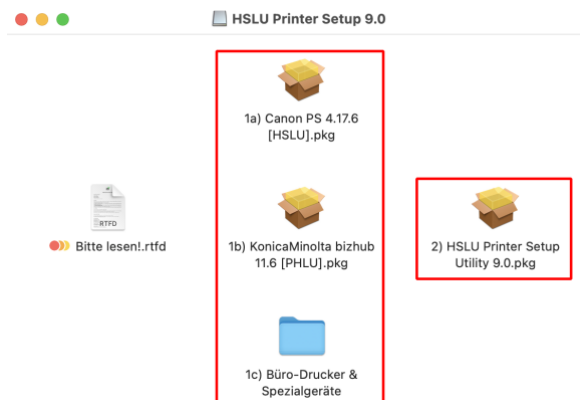 HSLU Printer Setup 9.0
1a) Canon PS 4.17.6
[HSLU].pkg
RTFD
Bitte lesen!.rtfd
1b) KonicaMinolta bizhub
11.6 [PHLU].pkg
2) HSLU Printer Setup
Utility 9.0.pkg
1c) Büro-Drucker &
Spezialgeräte